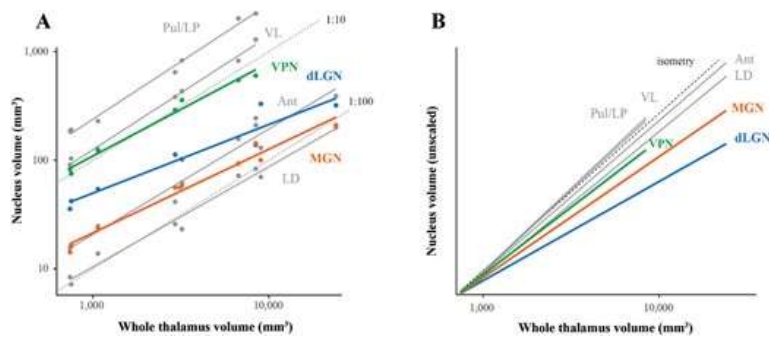 A
B
Pul/LP
VL
1:10
VPN
dLGN
Ant
1:100
MGN
LD
1,000
100
10
Nucleus volume (mm³)
1,000
10,000
Whole thalamus volume (mm³)
isometry
Ant
LD
VL
Pul/LP
MGN
VPN
dLGN
Nucleus volume (unscaled)
1,000
10,000
Whole thalamus volume (mm³)